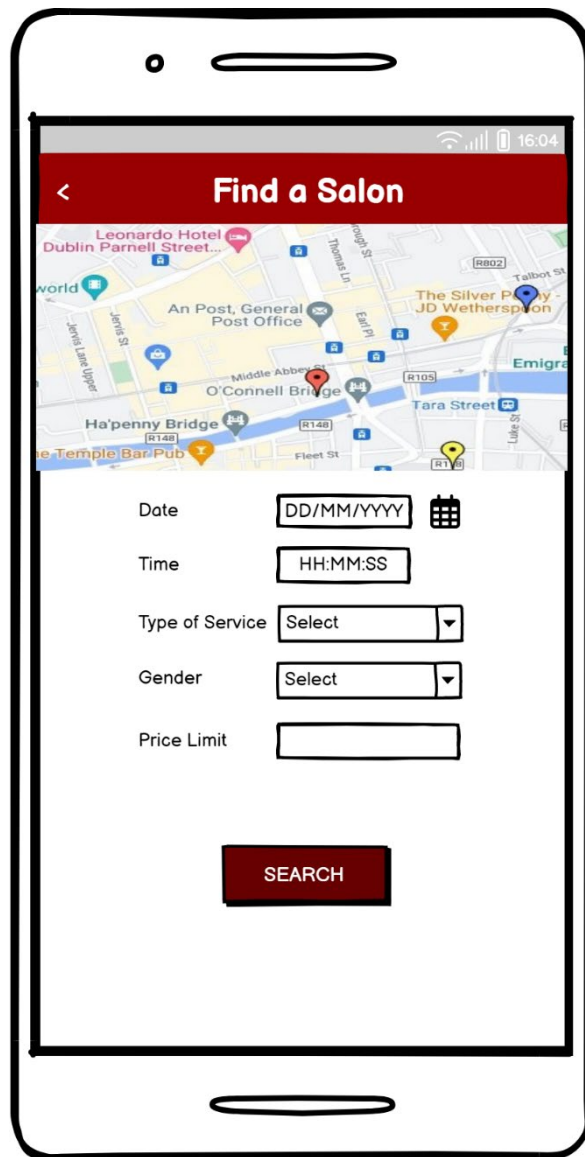 16:04
<
Find a Salon
Leonardo Hotel
Dublin Parnell Street...
Thomas Ln
rough St
R802
Talbot St
world
Jervis St
Jervis Lane Upper
An Post, General
Post Office
Earl Pl
The Silver Penny -
JD Wetherspoon
Middle Abbey St
R105
Emigra
O'Connell Bridge
Tara Street
Ha'penny Bridge
R148
R148
Luke St
e Temple Bar Pub
Fleet St
Date
DD/MM/YYYY
Time
HH:MM:SS
Type of Service
Select
Gender
Select
Price Limit
SEARCH